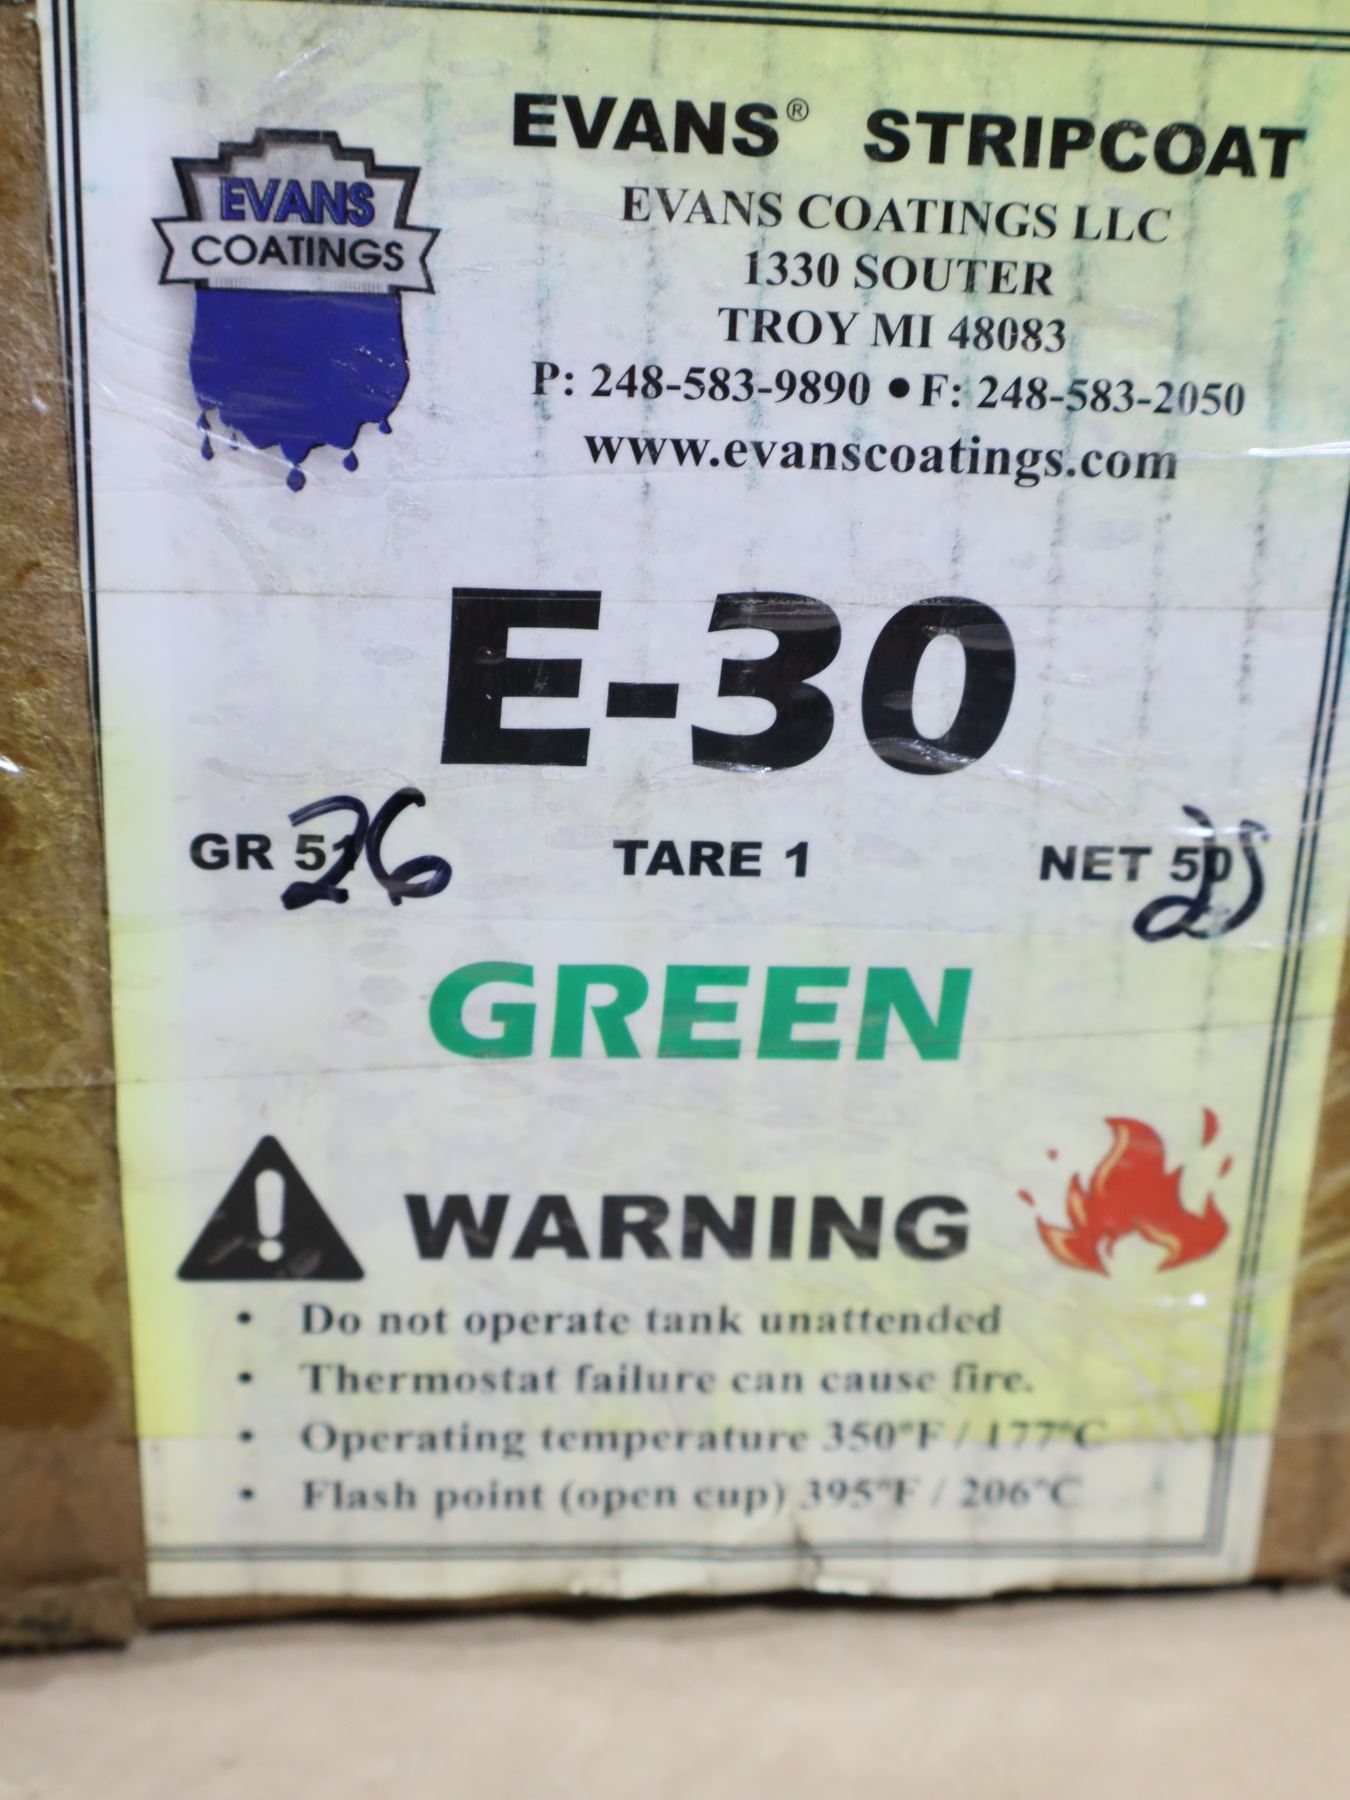 EVANS® STRIPCOAT
EVANS COATINGS
EVANS COATINGS LLC
1330 SOUTER
TROY MI 48083
P: 248-583-9890 • F: 248-583-2050
www.evanscoatings.com
E-30
GR 51 26 TARE 1 NET 50 25
GREEN
WARNING
• Do not operate tank unattended
• Thermostat failure can cause fire.
• Operating temperature 350°F / 177°C
• Flash point (open cup) 395°F / 206°C